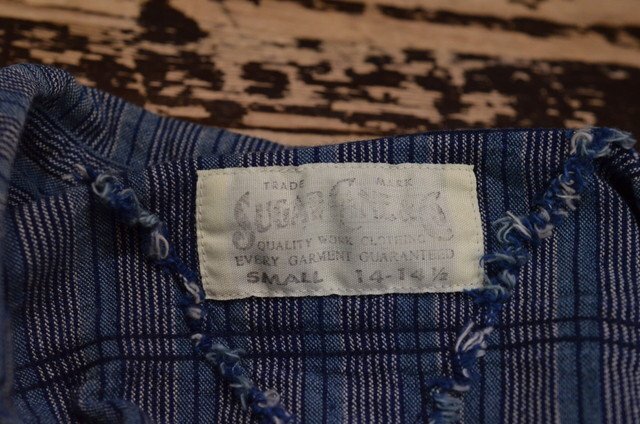 TRADE MARK
SUGAR CANE
QUALITY WORK CLOTHING
EVERY GARMENT GUARANTEED
SMALL 14-14½